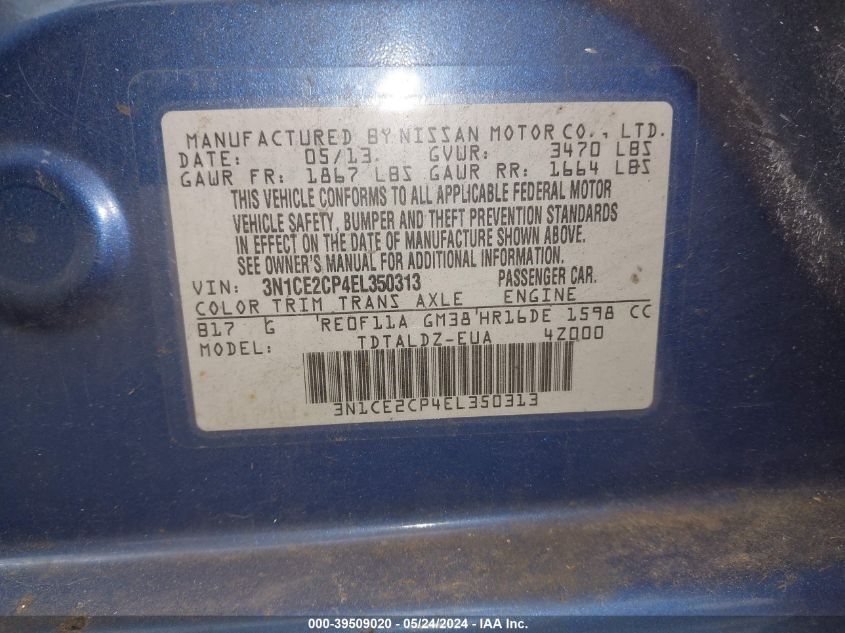 MANUFACTURED BY NISSAN MOTOR CO., LTD.
DATE: 05/13 GVWR: 3470 LBS
GAWR FR: 1867 LBS GAWR RR: 1664 LBS
THIS VEHICLE CONFORMS TO ALL APPLICABLE FEDERAL MOTOR
VEHICLE SAFETY, BUMPER AND THEFT PREVENTION STANDARDS
IN EFFECT ON THE DATE OF MANUFACTURE SHOWN ABOVE.
SEE OWNER'S MANUAL FOR ADDITIONAL INFORMATION.
VIN: 3N1CE2CP4EL350313 PASSENGER CAR.
COLOR TRIM TRANS AXLE ENGINE
B17 G 'RE0F11A GM38'HR16DE 1598 CC
MODEL: TDTALDZ-EUA 4Z000
3N1CE2CP4EL350313
000-39509020 - 05/24/2024 - IAA Inc.